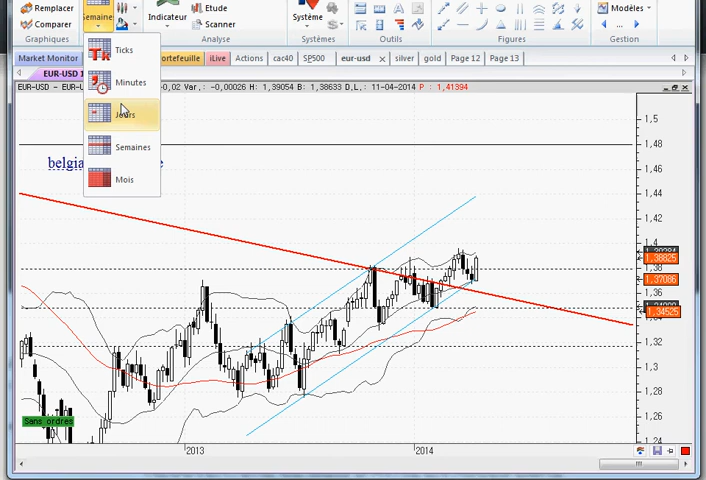 Remplacer
Comparer
Graphiques
Semaine
Indicateur
Etude
Scanner
Analyse
Système
Systèmes
Outils
Figures
Modèles
Gestion
Market Monitor
ortefeuille
iLive
Actions
cac40
SP500
eur-usd
silver
gold
Page 12
Page 13
EUR-USD 1
EUR-USD - EUR-U
-0,02 Var.: -0,00026 H: 1,39054 B: 1,38633 D,L.: 11-04-2014 P : 1,41394
Ticks
Minutes
Jours
Semaines
Mois
belgia
e
1,5
1,48
1,46
1,44
1,42
1,4
1,38825
1,38
1,37086
1,36
1,34525
1,32
1,3
1,28
1,26
1,24
Sans ordres
2013
2014